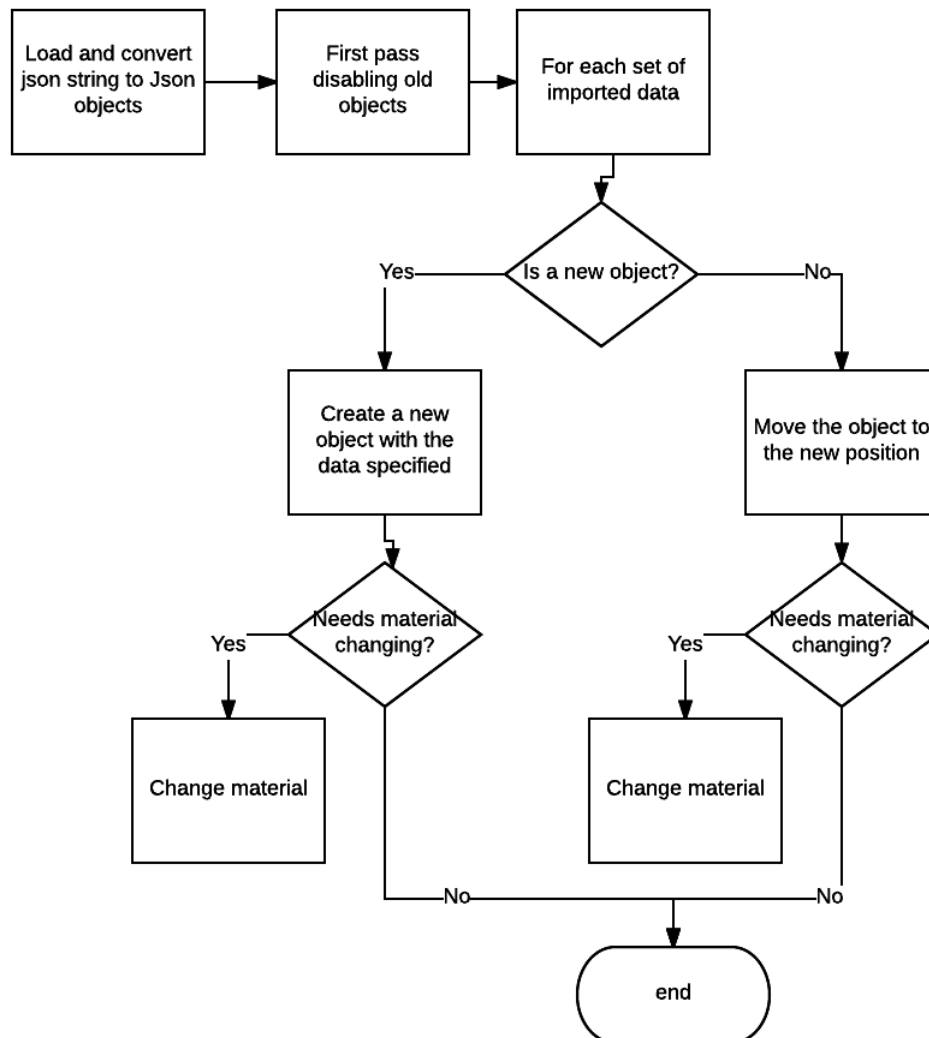 Load and convert
json string to Json
objects
First pass
disabling old
objects
For each set of
imported data
Is a new object?
Yes
No
Create a new
object with the
data specified
Move the object to
the new position
Needs material
changing?
Yes
Needs material
changing?
Yes
Change material
Change material
No
No
end